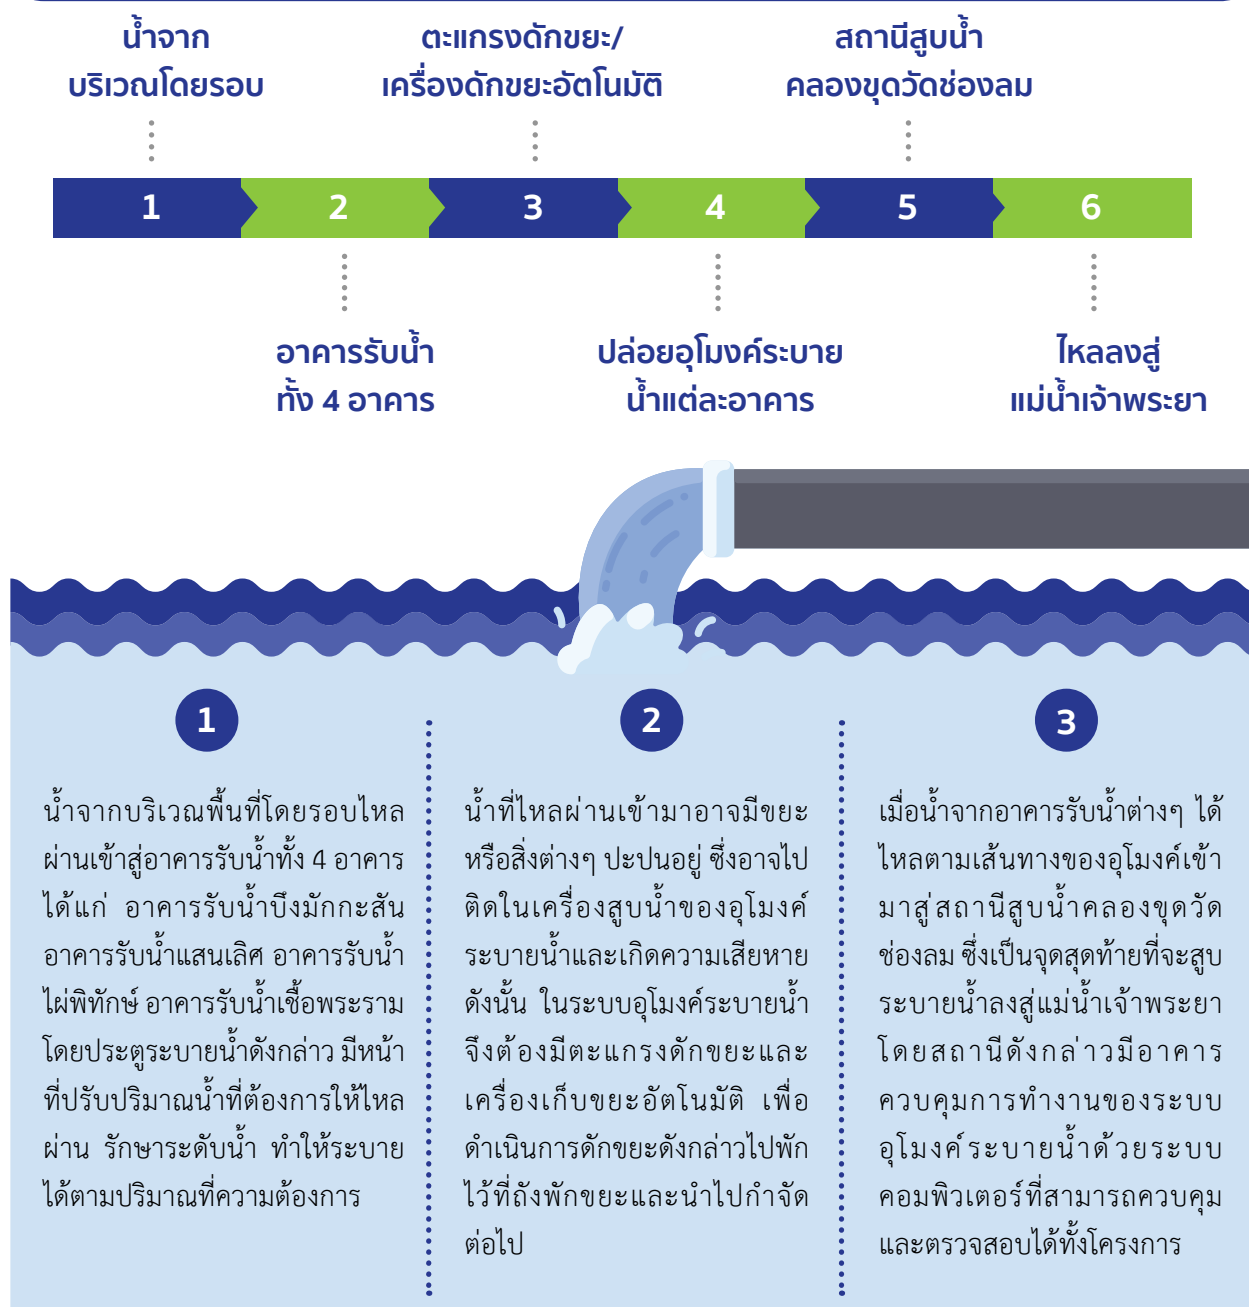 น้ำจาก
บริเวณโดยรอบ
ตะแกรงดักขยะ/
เครื่องดักขยะอัตโนมัติ
สถานีสูบน้ำ
คลองขุดวัดช่องลม
1
2
3
4
5
6
อาคารรับน้ำ
ทั้ง 4 อาคาร
ปล่อยอุโมงค์ระบาย
น้ำแต่ละอาคาร
ไหลลงสู่
แม่น้ำเจ้าพระยา
1
น้ำจากบริเวณพื้นที่โดยรอบไหล
ผ่านเข้าสู่อาคารรับน้ำทั้ง 4 อาคาร
ได้แก่ อาคารรับน้ำบึงมักกะสัน
อาคารรับน้ำแสนเลิศ อาคารรับน้ำ
ไผ่พิทักษ์ อาคารรับน้ำเชื้อพระราม
โดยประตูระบายน้ำดังกล่าว มีหน้า
ที่ปรับปริมาณน้ำที่ต้องการให้ไหล
ผ่าน รักษาระดับน้ำ ทำให้ระบาย
ได้ตามปริมาณที่ความต้องการ
2
น้ำที่ไหลผ่านเข้ามาอาจมีขยะ
หรือสิ่งต่างๆ ปะปนอยู่ ซึ่งอาจไป
ติดในเครื่องสูบน้ำของอุโมงค์
ระบายน้ำและเกิดความเสียหาย
ดังนั้น ในระบบอุโมงค์ระบายน้ำ
จึงต้องมีตะแกรงดักขยะและ
เครื่องเก็บขยะอัตโนมัติ เพื่อ
ดำเนินการดักขยะดังกล่าวไปพัก
ไว้ที่ถังพักขยะและนำไปกำจัด
ต่อไป
3
เมื่อน้ำจากอาคารรับน้ำต่างๆ ได้
ไหลตามเส้นทางของอุโมงค์เข้า
มาสู่สถานีสูบน้ำคลองขุดวัด
ช่องลม ซึ่งเป็นจุดสุดท้ายที่จะสูบ
ระบายน้ำลงสู่แม่น้ำเจ้าพระยา
โดยสถานีดังกล่าวมีอาคาร
ควบคุมการทำงานของระบบ
อุโมงค์ระบายน้ำด้วยระบบ
คอมพิวเตอร์ที่สามารถควบคุม
และตรวจสอบได้ทั้งโครงการ